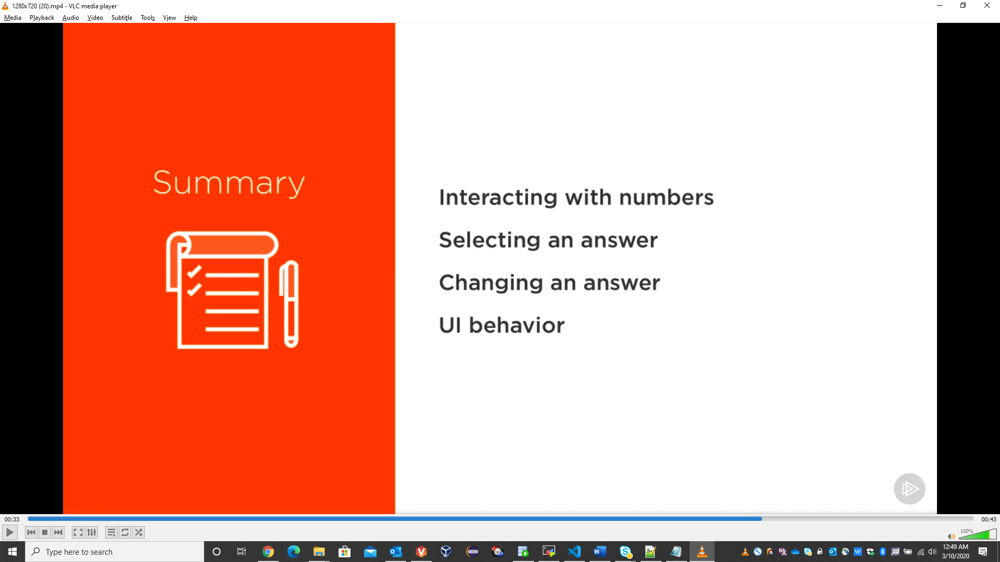 1280x720 (20).mp4 - VLC media player
Media Playback Audio Video Subtitle Tools View Help
Summary
Interacting with numbers
Selecting an answer
Changing an answer
UI behavior
00:33
00:43
100%
Type here to search
12:49 AM
3/10/2020